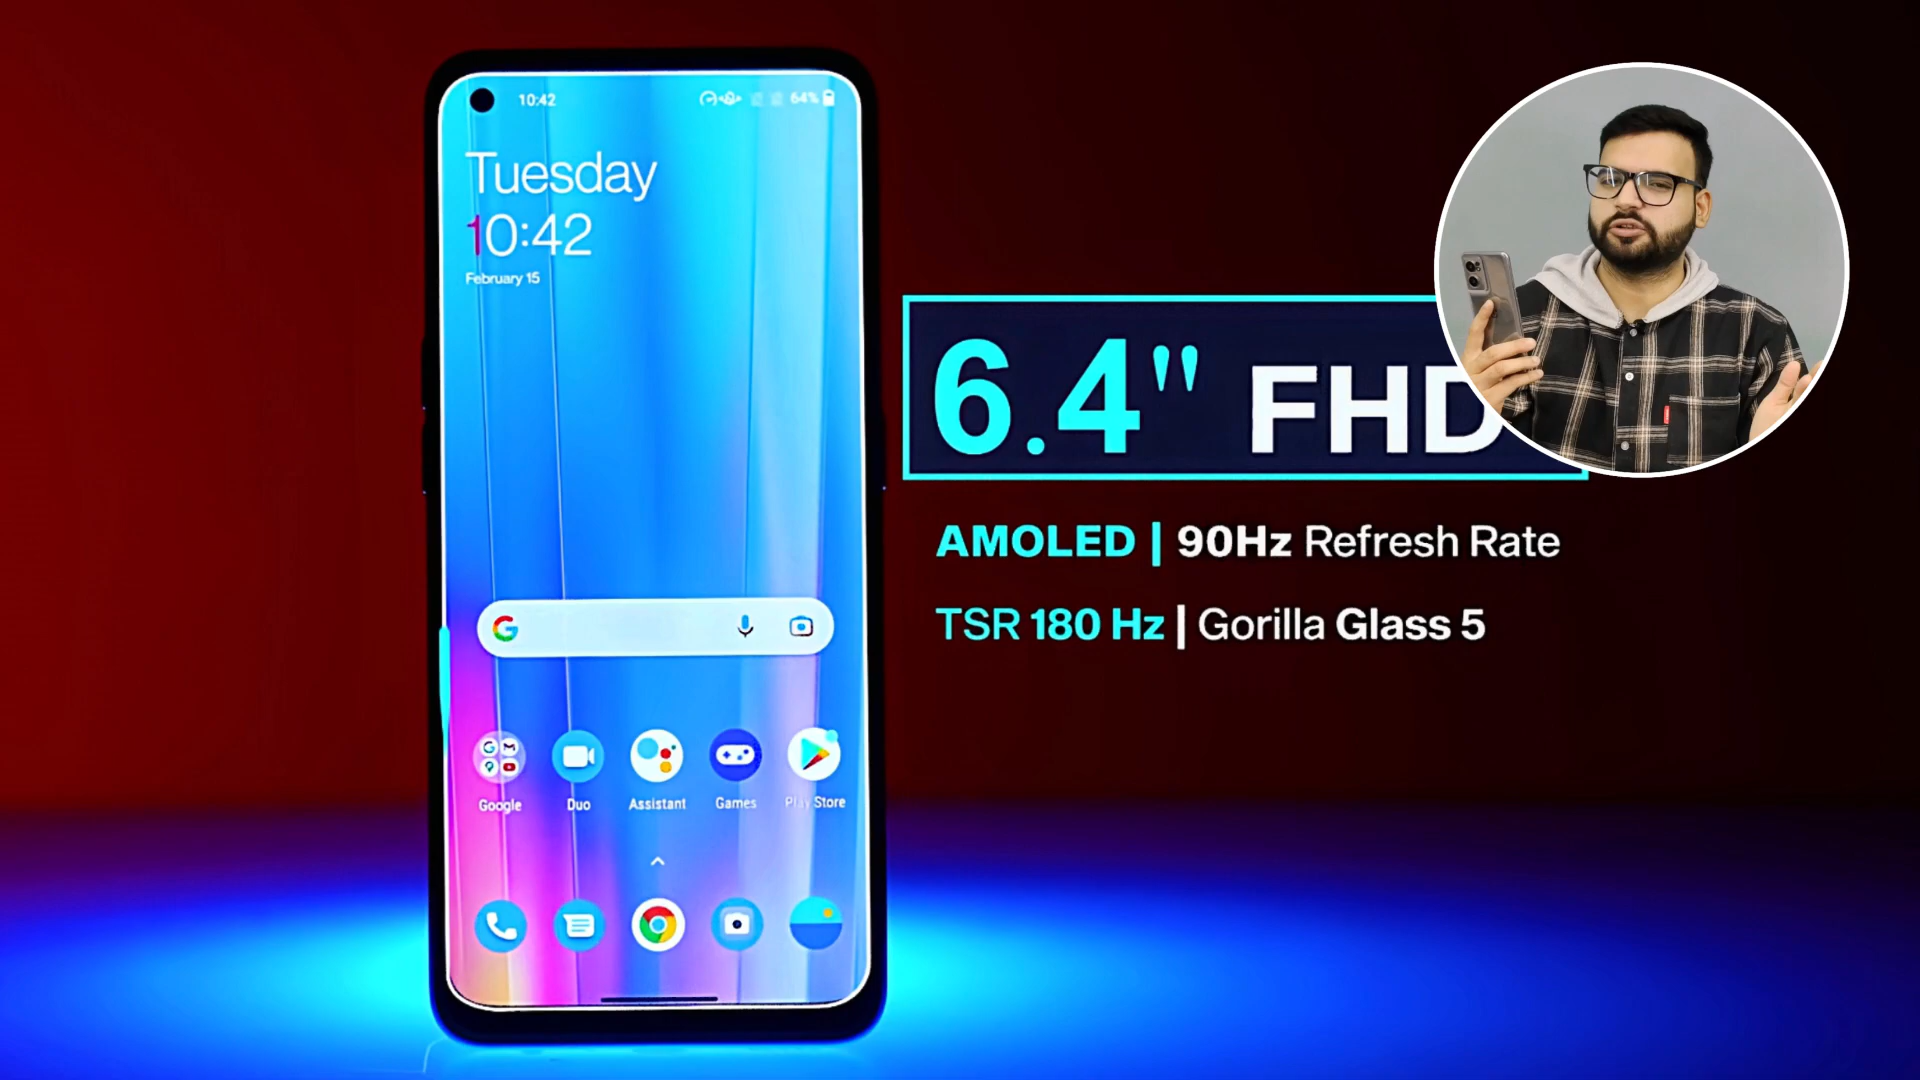 10:42
64%
Tuesday
10:42
February 15
6.4" FHD
AMOLED | 90Hz Refresh Rate
TSR 180 Hz | Gorilla Glass 5
Google
Duo
Assistant
Games
Play Store